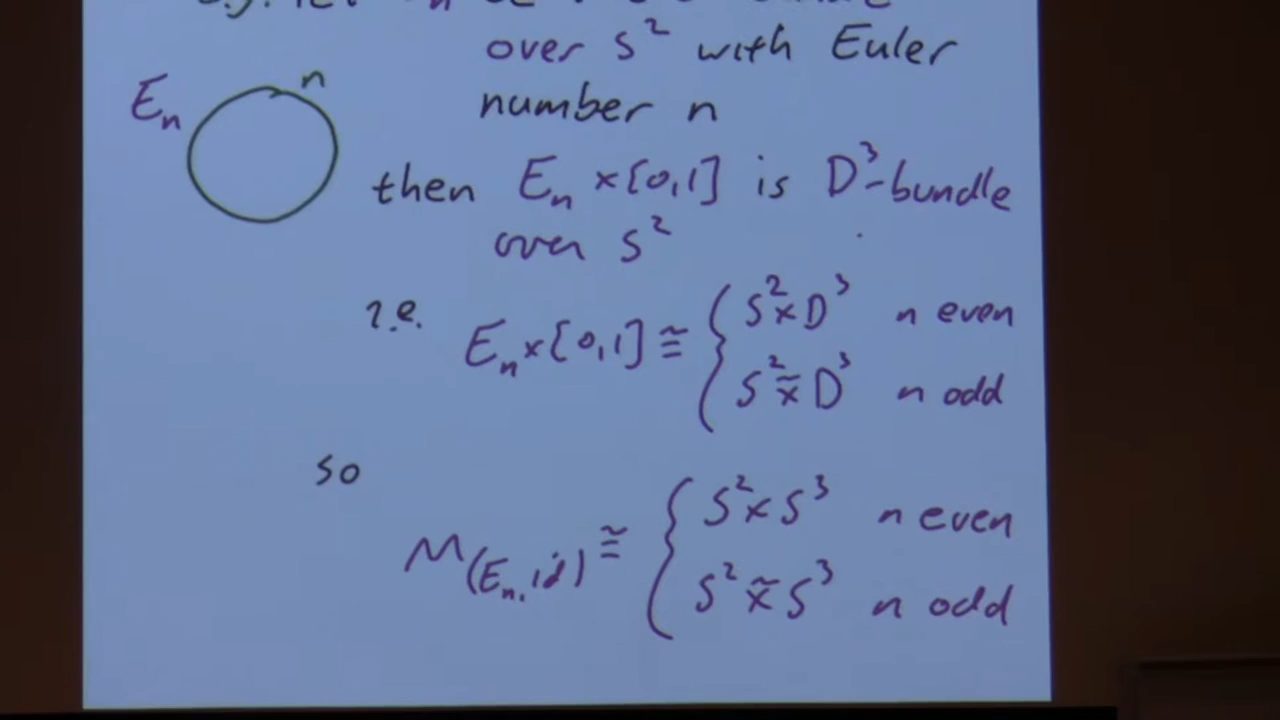 over S² with Euler
Eₙ n number n
then Eₙ × [0,1] is D³-bundle
over S²
i.e. Eₙ × [0,1] ≅ { S² × D³ n even
S² ×̃ D³ n odd
so
M(Eₙ, id) ≅ { S² × S³ n even
S² ×̃ S³ n odd